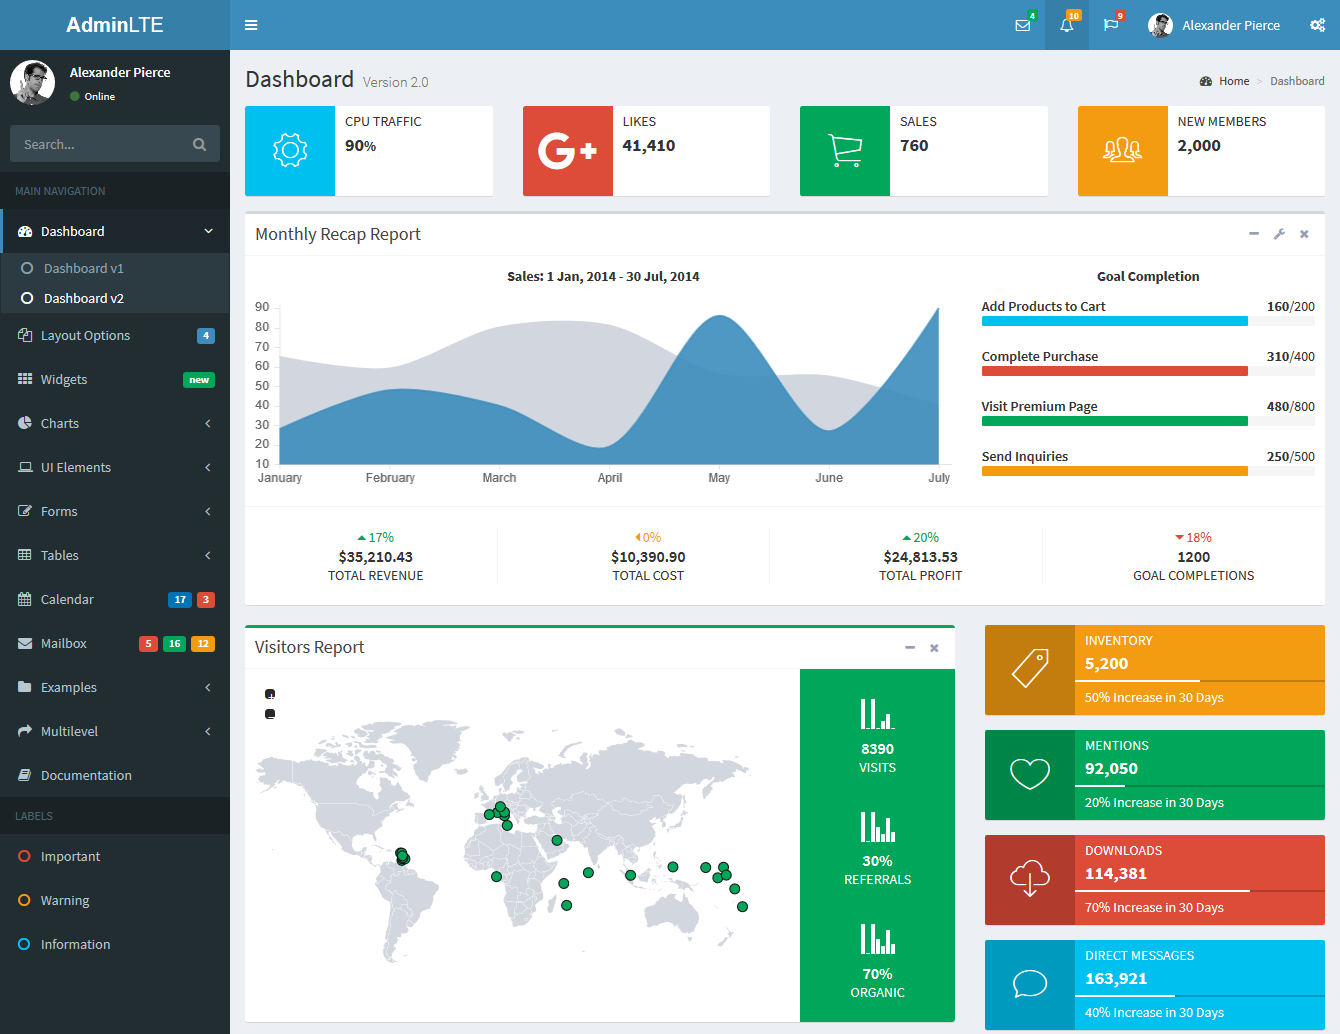 AdminLTE
4
10
9
Alexander Pierce
Alexander Pierce
Online
Search...
MAIN NAVIGATION
Dashboard
Dashboard v1
Dashboard v2
Layout Options 4
Widgets new
Charts
UI Elements
Forms
Tables
Calendar 17 3
Mailbox 5 16 12
Examples
Multilevel
Documentation
LABELS
Important
Warning
Information
Dashboard Version 2.0
Home > Dashboard
CPU TRAFFIC
90%
G+
LIKES
41,410
SALES
760
NEW MEMBERS
2,000
Monthly Recap Report
Sales: 1 Jan, 2014 - 30 Jul, 2014
90
80
70
60
50
40
30
20
10
January February March April May June July
Goal Completion
Add Products to Cart 160/200
Complete Purchase 310/400
Visit Premium Page 480/800
Send Inquiries 250/500
17%
$35,210.43
TOTAL REVENUE
0%
$10,390.90
TOTAL COST
20%
$24,813.53
TOTAL PROFIT
18%
1200
GOAL COMPLETIONS
Visitors Report
+
−
8390
VISITS
30%
REFERRALS
70%
ORGANIC
INVENTORY
5,200
50% Increase in 30 Days
MENTIONS
92,050
20% Increase in 30 Days
DOWNLOADS
114,381
70% Increase in 30 Days
DIRECT MESSAGES
163,921
40% Increase in 30 Days